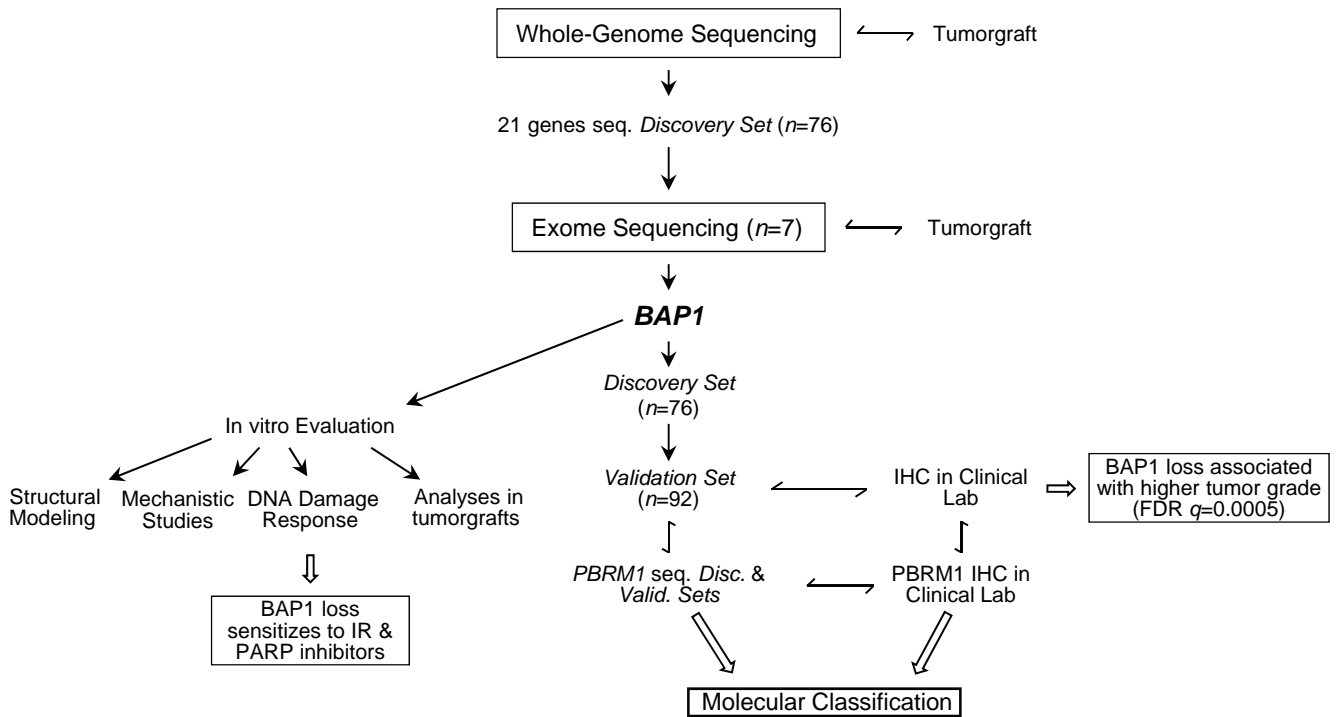 Whole-Genome Sequencing
Tumorgraft
21 genes seq. Discovery Set (n=76)
Exome Sequencing (n=7)
Tumorgraft
BAP1
Discovery Set
(n=76)
In vitro Evaluation
Structural
Modeling
Mechistic
Studies
DNA Damage
Response
Analyses in
tumorgrafts
BAP1 loss
sensitizes to IR &
PARP inhibitors
Validation Set
(n=92)
IHC in Clinical
Lab
BAP1 loss associated
with higher tumor grade
(FDR q=0.0005)
PBRM1 seq. Disc. &
Valid. Sets
PBRM1 IHC in
Clinical Lab
Molecular Classification